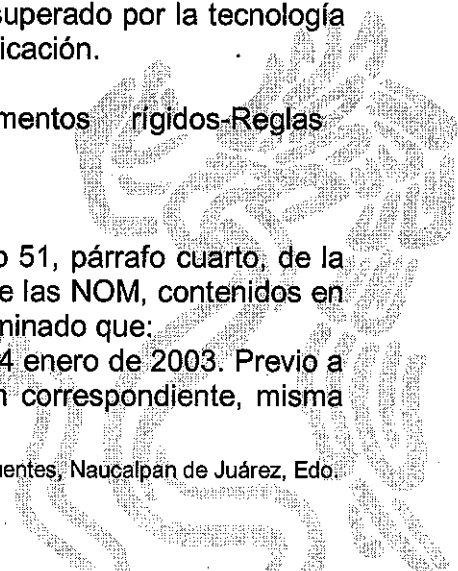 superado por la tecnología
icación.
mentos rígidos-Reglas
o 51, párrafo cuarto, de la
e las NOM, contenidos en
minado que:
4 enero de 2003. Previo a
n correspondiente, misma
uentes, Naucalpan de Juárez, Edo.